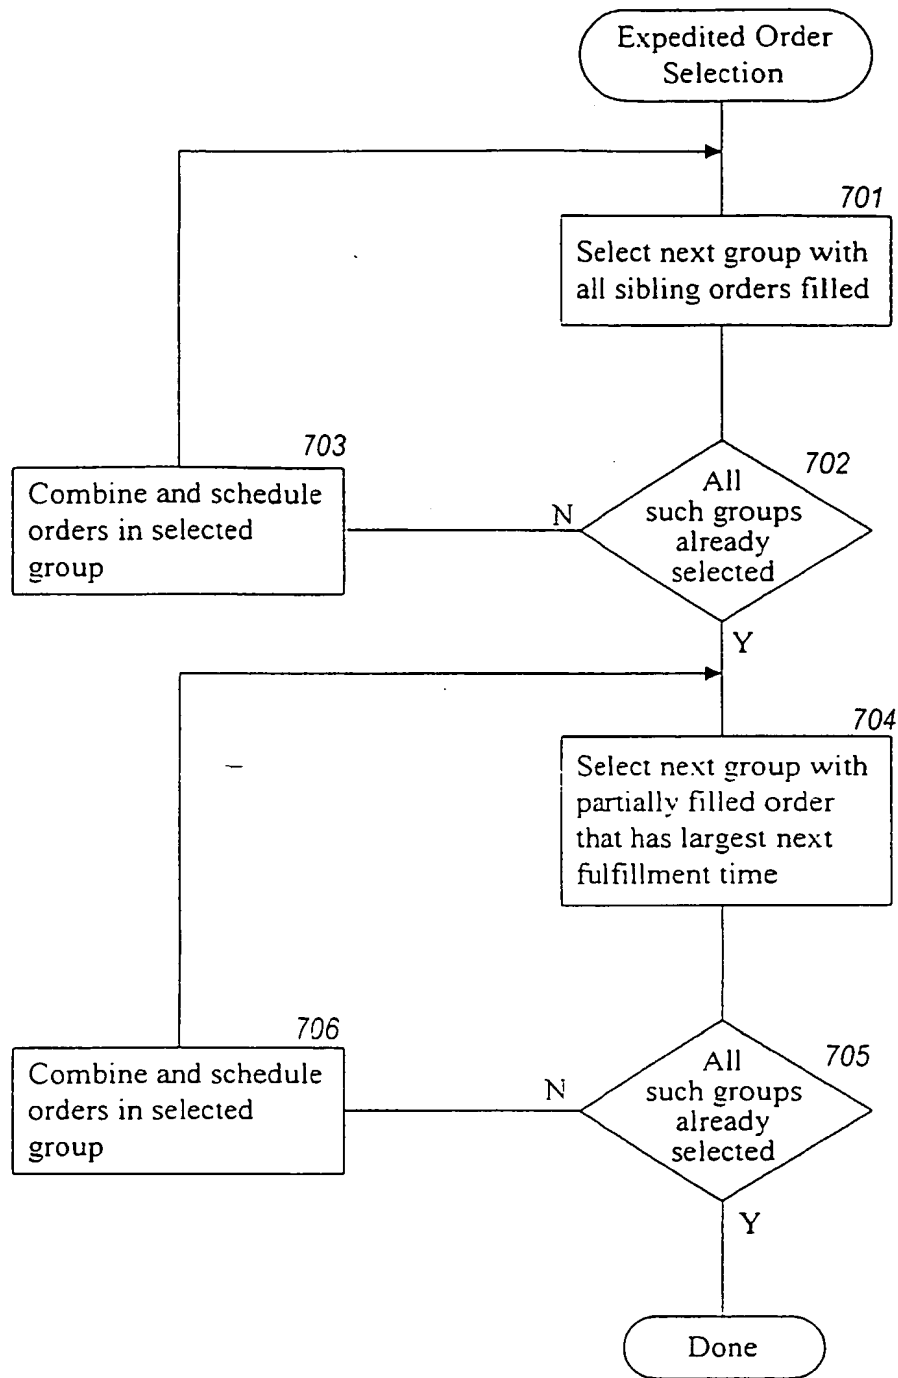 Expedited Order
Selection
701
Select next group with
all sibling orders filled
703
Combine and schedule
orders in selected
group
702
All
such groups
already
selected
N
Y
704
Select next group with
partially filled order
that has largest next
fulfillment time
706
Combine and schedule
orders in selected
group
705
All
such groups
already
selected
N
Y
Done